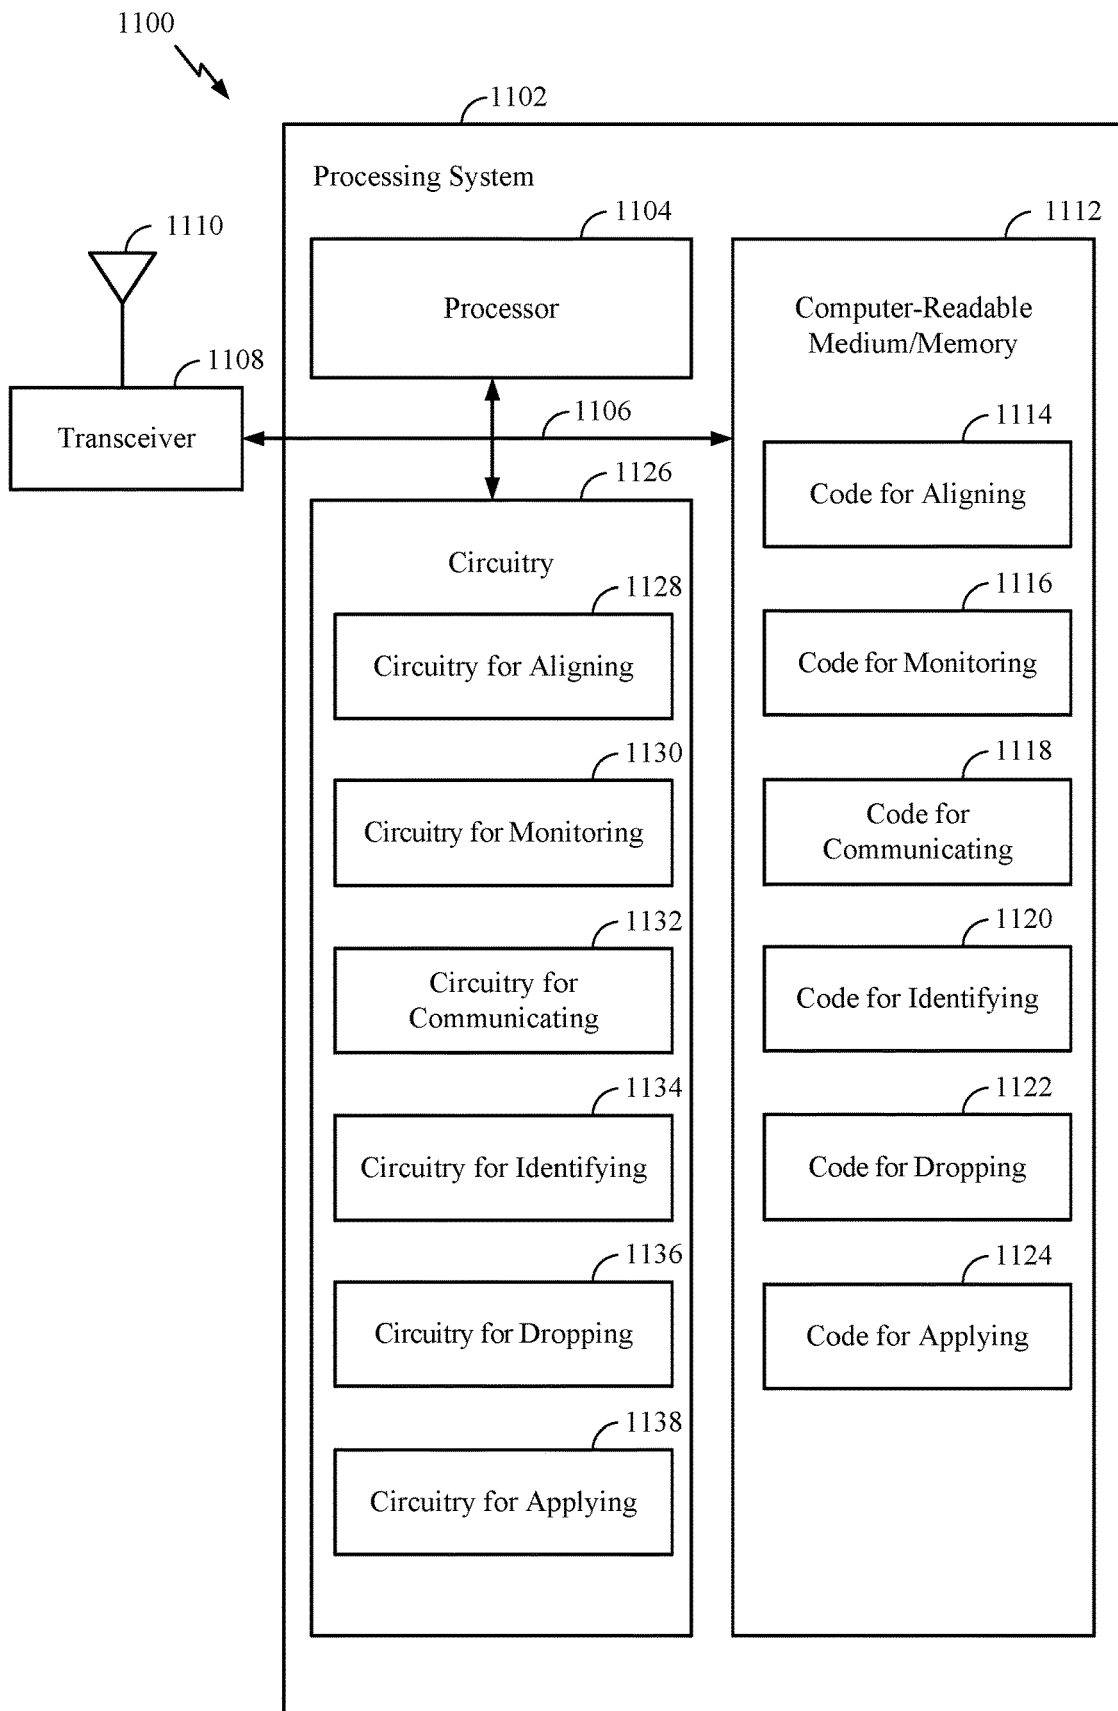 1100
1102
Processing System
1104
Processor
1110
1108
Transceiver
1106
1126
Circuitry
1128
Circuitry for Aligning
1130
Circuitry for Monitoring
1132
Circuitry for
Communicating
1134
Circuitry for Identifying
1136
Circuitry for Dropping
1138
Circuitry for Applying
1112
Computer-Readable
Medium/Memory
1114
Code for Aligning
1116
Code for Monitoring
1118
Code for
Communicating
1120
Code for Identifying
1122
Code for Dropping
1124
Code for Applying